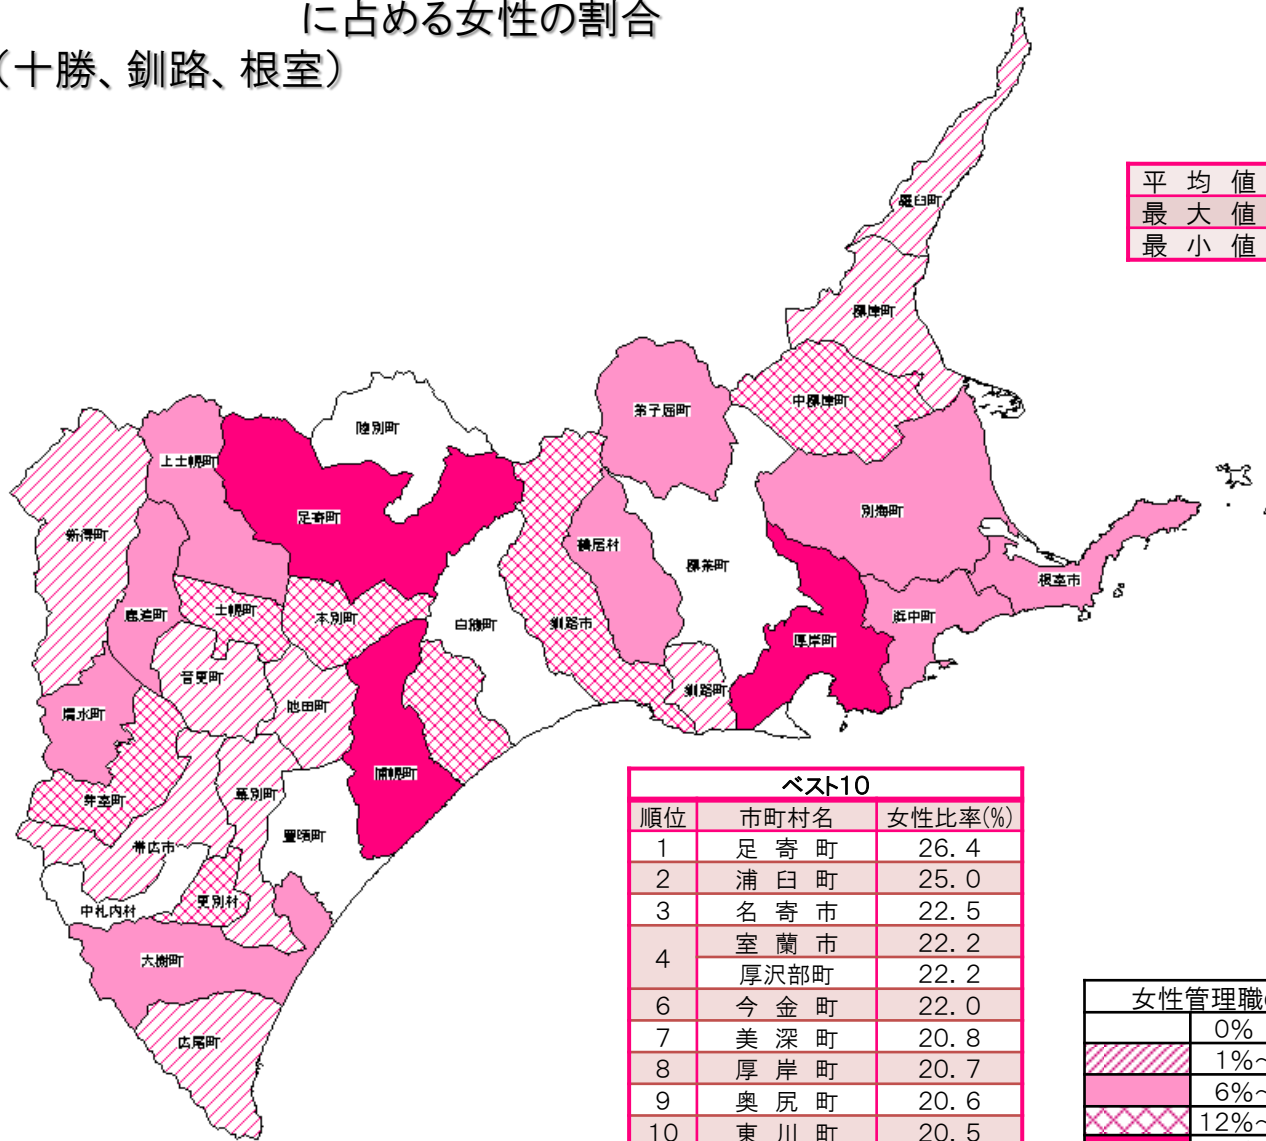 に占める女性の割合
（十勝、釧路、根室）
平均値
最大値
最小値
羅臼町
標津町
中標津町
弟子屈町
陸別町
上士幌町
足寄町
別海町
新得町
鶴居村
標茶町
根室市
鹿追町
士幌町
本別町
白糠町
釧路市
浜中町
厚岸町
音更町
釧路町
池田町
清水町
浦幌町
芽室町
幕別町
豊頃町
帯広市
更別村
中札内村
大樹町
広尾町
ベスト10
順位 市町村名 女性比率(%)
1 足寄町 26.4
2 浦臼町 25.0
3 名寄市 22.5
4 室蘭市 22.2
厚沢部町 22.2
6 今金町 22.0
7 美深町 20.8
8 厚岸町 20.7
9 奥尻町 20.6
10 東川町 20.5
女性管理職
0%
1%~
6%~
12%~